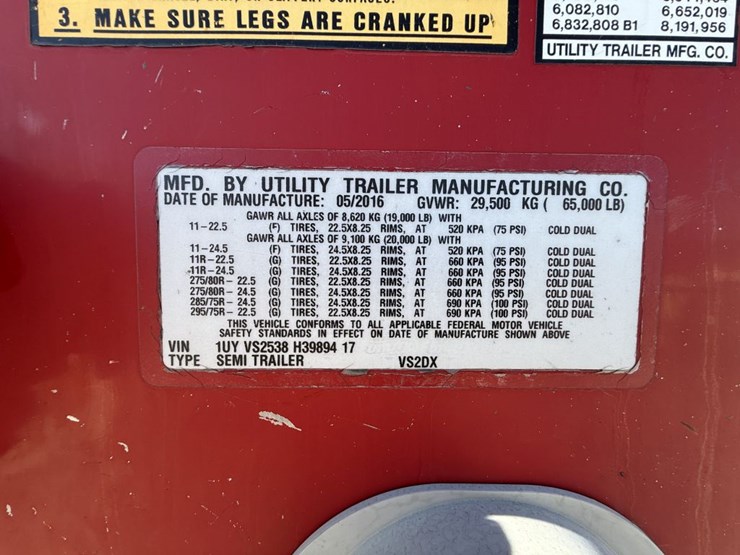 3. MAKE SURE LEGS ARE CRANKED UP
6,082,810 6,652,019
6,832,808 B1 8,191,956
UTILITY TRAILER MFG. CO.
MFD. BY UTILITY TRAILER MANUFACTURING CO.
DATE OF MANUFACTURE: 05/2016 GVWR: 29,500 KG ( 65,000 LB)
GAWR ALL AXLES OF 8,620 KG (19,000 LB) WITH
11-22.5 (F) TIRES, 22.5X8.25 RIMS, AT 520 KPA (75 PSI) COLD DUAL
GAWR ALL AXLES OF 9,100 KG (20,000 LB) WITH
11-24.5 (F) TIRES, 24.5X8.25 RIMS, AT 520 KPA (75 PSI) COLD DUAL
11R-22.5 (G) TIRES, 22.5X8.25 RIMS, AT 660 KPA (95 PSI) COLD DUAL
11R-24.5 (G) TIRES, 24.5X8.25 RIMS, AT 660 KPA (95 PSI) COLD DUAL
275/80R- 22.5 (G) TIRES, 22.5X8.25 RIMS, AT 660 KPA (95 PSI) COLD DUAL
275/80R- 24.5 (G) TIRES, 24.5X8.25 RIMS, AT 660 KPA (95 PSI) COLD DUAL
285/75R- 24.5 (G) TIRES, 24.5X8.25 RIMS, AT 690 KPA (100 PSI) COLD DUAL
295/75R- 22.5 (G) TIRES, 22.5X8.25 RIMS, AT 690 KPA (100 PSI) COLD DUAL
THIS VEHICLE CONFORMS TO ALL APPLICABLE FEDERAL MOTOR VEHICLE
SAFETY STANDARDS IN EFFECT ON DATE OF MANUFACTURE SHOWN ABOVE
VIN 1UY VS2538 H39894 17
TYPE SEMI TRAILER VS2DX